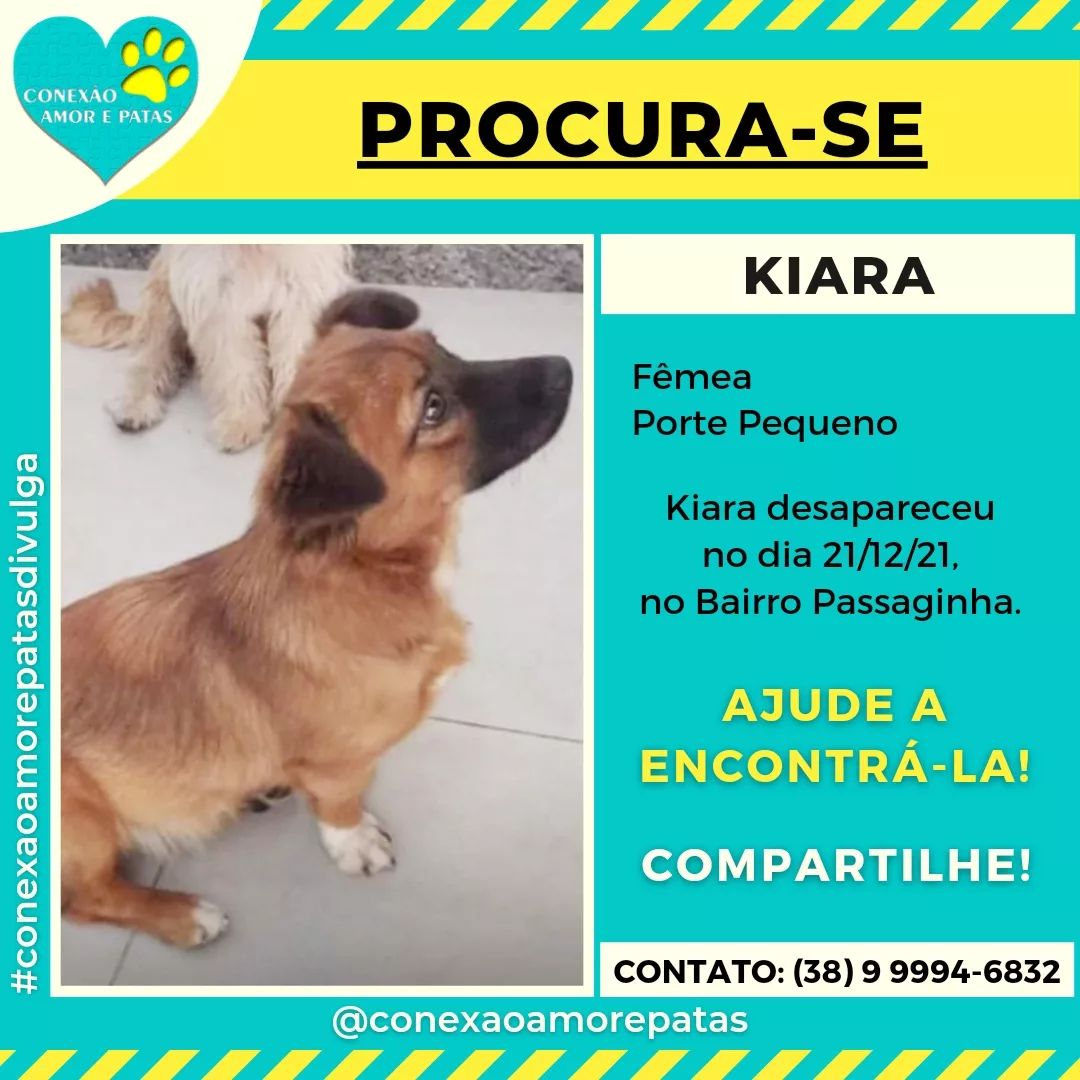 CONEXÃO
AMOR E PATAS
PROCURA-SE
KIARA
Fêmea
Porte Pequeno
Kiara desapareceu
no dia 21/12/21,
no Bairro Passaginha.
AJUDE A
ENCONTRÁ-LA!
COMPARTILHE!
CONTATO: (38) 9 9994-6832
#conexaoamorepatasdivulga
@conexaoamorepatas